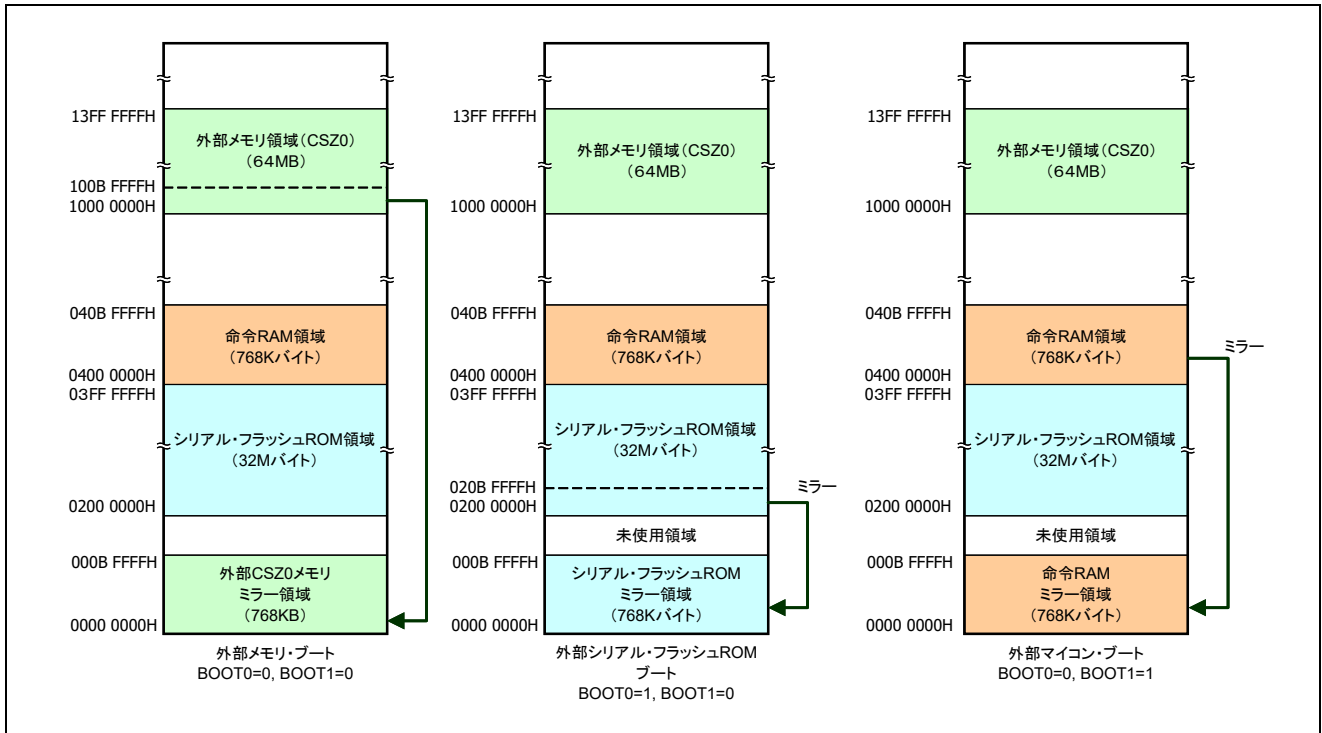 13FF FFFFH
外部メモリ領域(CSZ0)
(64MB)
100B FFFFH
1000 0000H
040B FFFFH
命令RAM領域
(768Kバイト)
0400 0000H
03FF FFFFH
シリアル・フラッシュROM領域
(32Mバイト)
0200 0000H
000B FFFFH
外部CSZ0メモリ
ミラー領域
(768KB)
0000 0000H
外部メモリ・ブート
BOOT0=0, BOOT1=0
13FF FFFFH
外部メモリ領域(CSZ0)
(64MB)
1000 0000H
040B FFFFH
命令RAM領域
(768Kバイト)
0400 0000H
03FF FFFFH
シリアル・フラッシュROM領域
(32Mバイト)
020B FFFFH
ミラー
0200 0000H
未使用領域
000B FFFFH
シリアル・フラッシュROM
ミラー領域
(768Kバイト)
0000 0000H
外部シリアル・フラッシュROM
ブート
BOOT0=1, BOOT1=0
13FF FFFFH
外部メモリ領域(CSZ0)
(64MB)
1000 0000H
040B FFFFH
命令RAM領域
(768Kバイト)
ミラー
0400 0000H
03FF FFFFH
シリアル・フラッシュROM領域
(32Mバイト)
0200 0000H
未使用領域
000B FFFFH
命令RAM
ミラー領域
(768Kバイト)
0000 0000H
外部マイコン・ブート
BOOT0=0, BOOT1=1